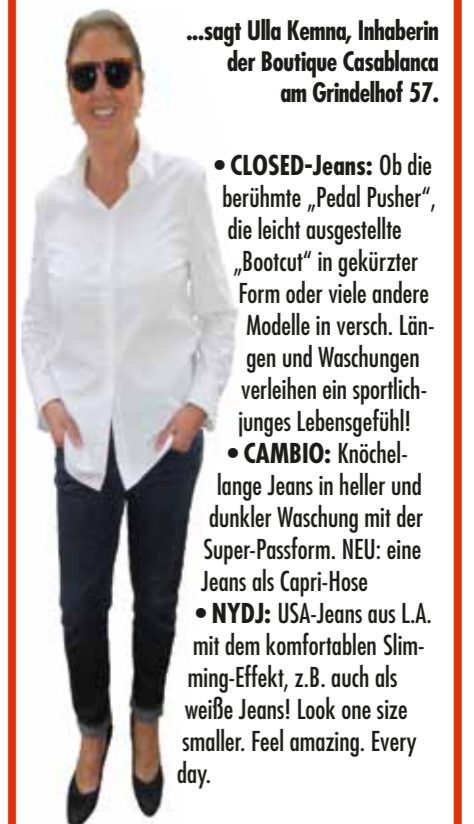 ...sagt Ulla Kemna, Inhaberin
der Boutique Casablanca
am Grindelhof 57.
• CLOSED-Jeans: Ob die
berühmte „Pedal Pusher“,
die leicht ausgestellte
„Bootcut“ in gekürzter
Form oder viele andere
Modelle in versch. Län-
gen und Waschungen
verleihen ein sportlich-
junges Lebensgefühl!
• CAMBIO: Knöchel-
lange Jeans in heller und
dunkler Waschung mit der
Super-Passform. NEU: eine
Jeans als Capri-Hose
• NYDJ: USA-Jeans aus L.A.
mit dem komfortablen Slim-
ming-Effekt, z.B. auch als
weiße Jeans! Look one size
smaller. Feel amazing. Every
day.